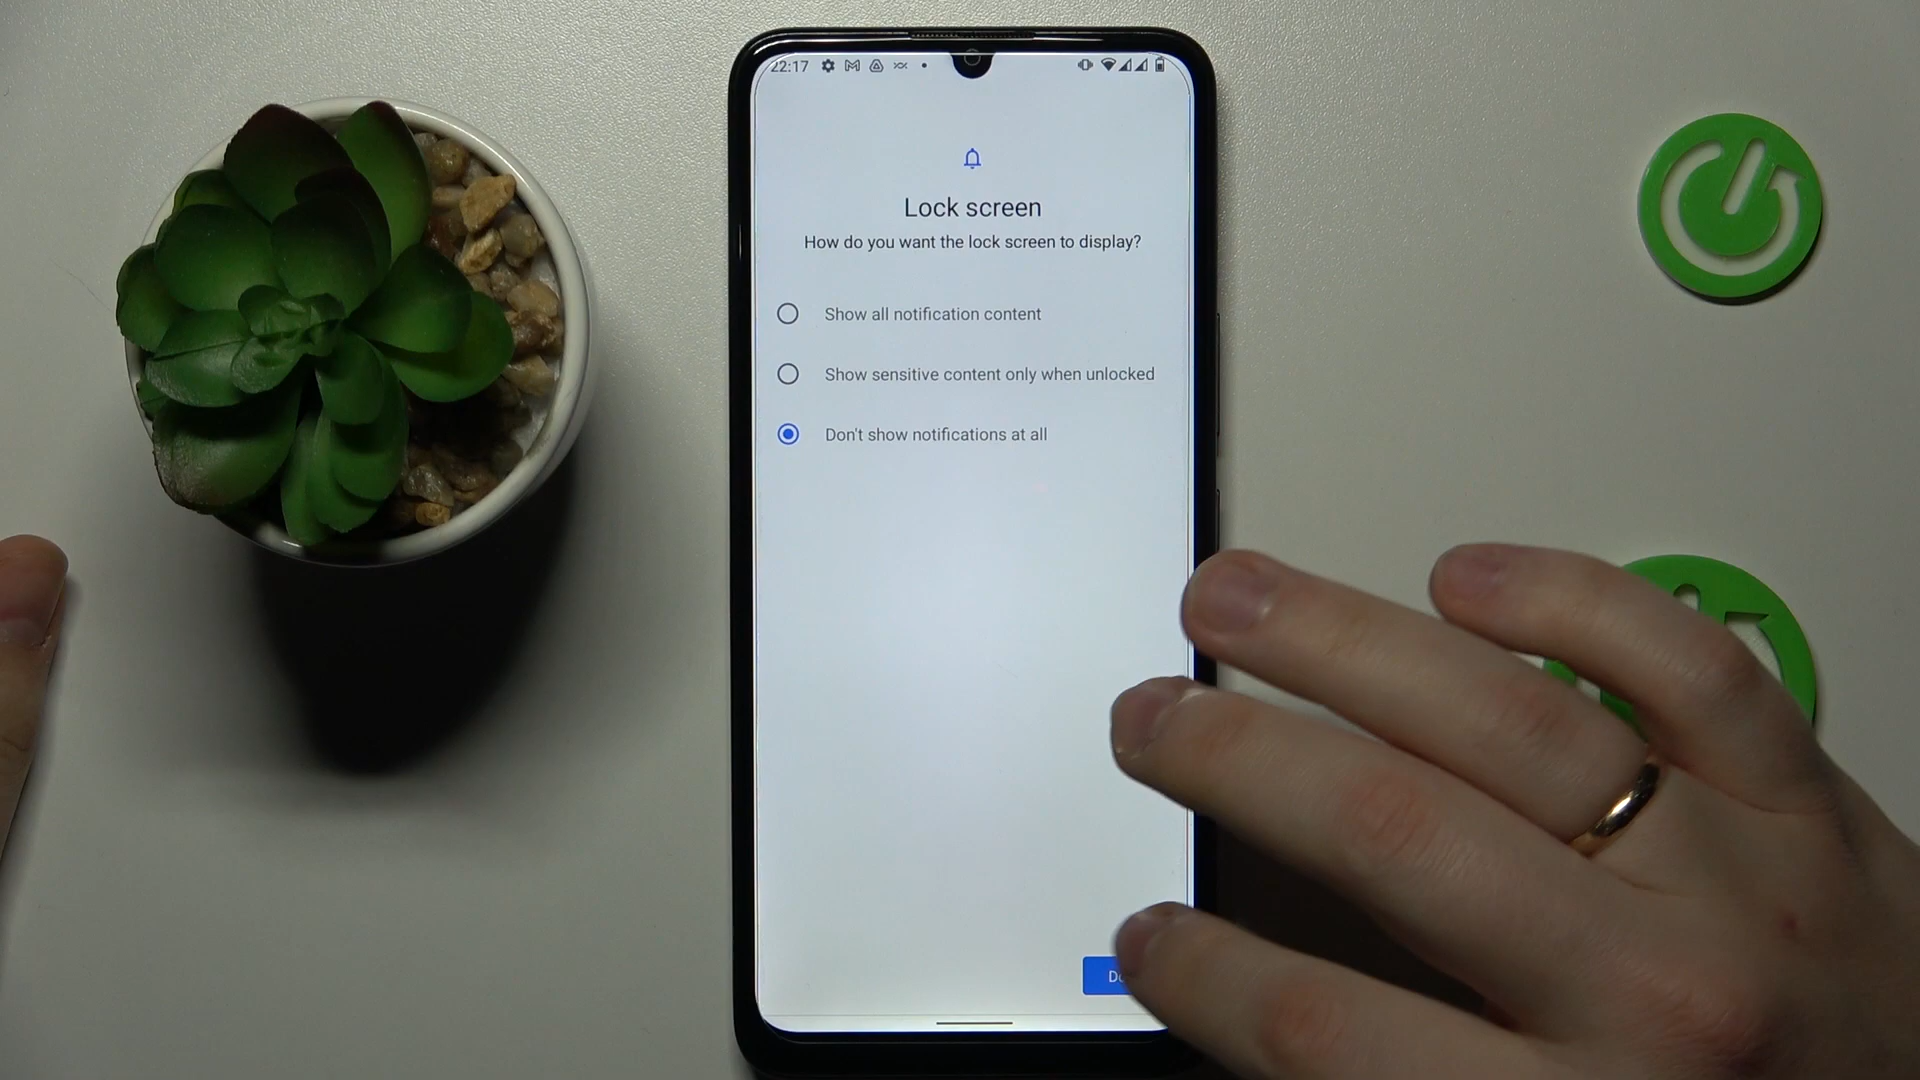 22:17
Lock screen
How do you want the lock screen to display?
Show all notification content
Show sensitive content only when unlocked
Don't show notifications at all